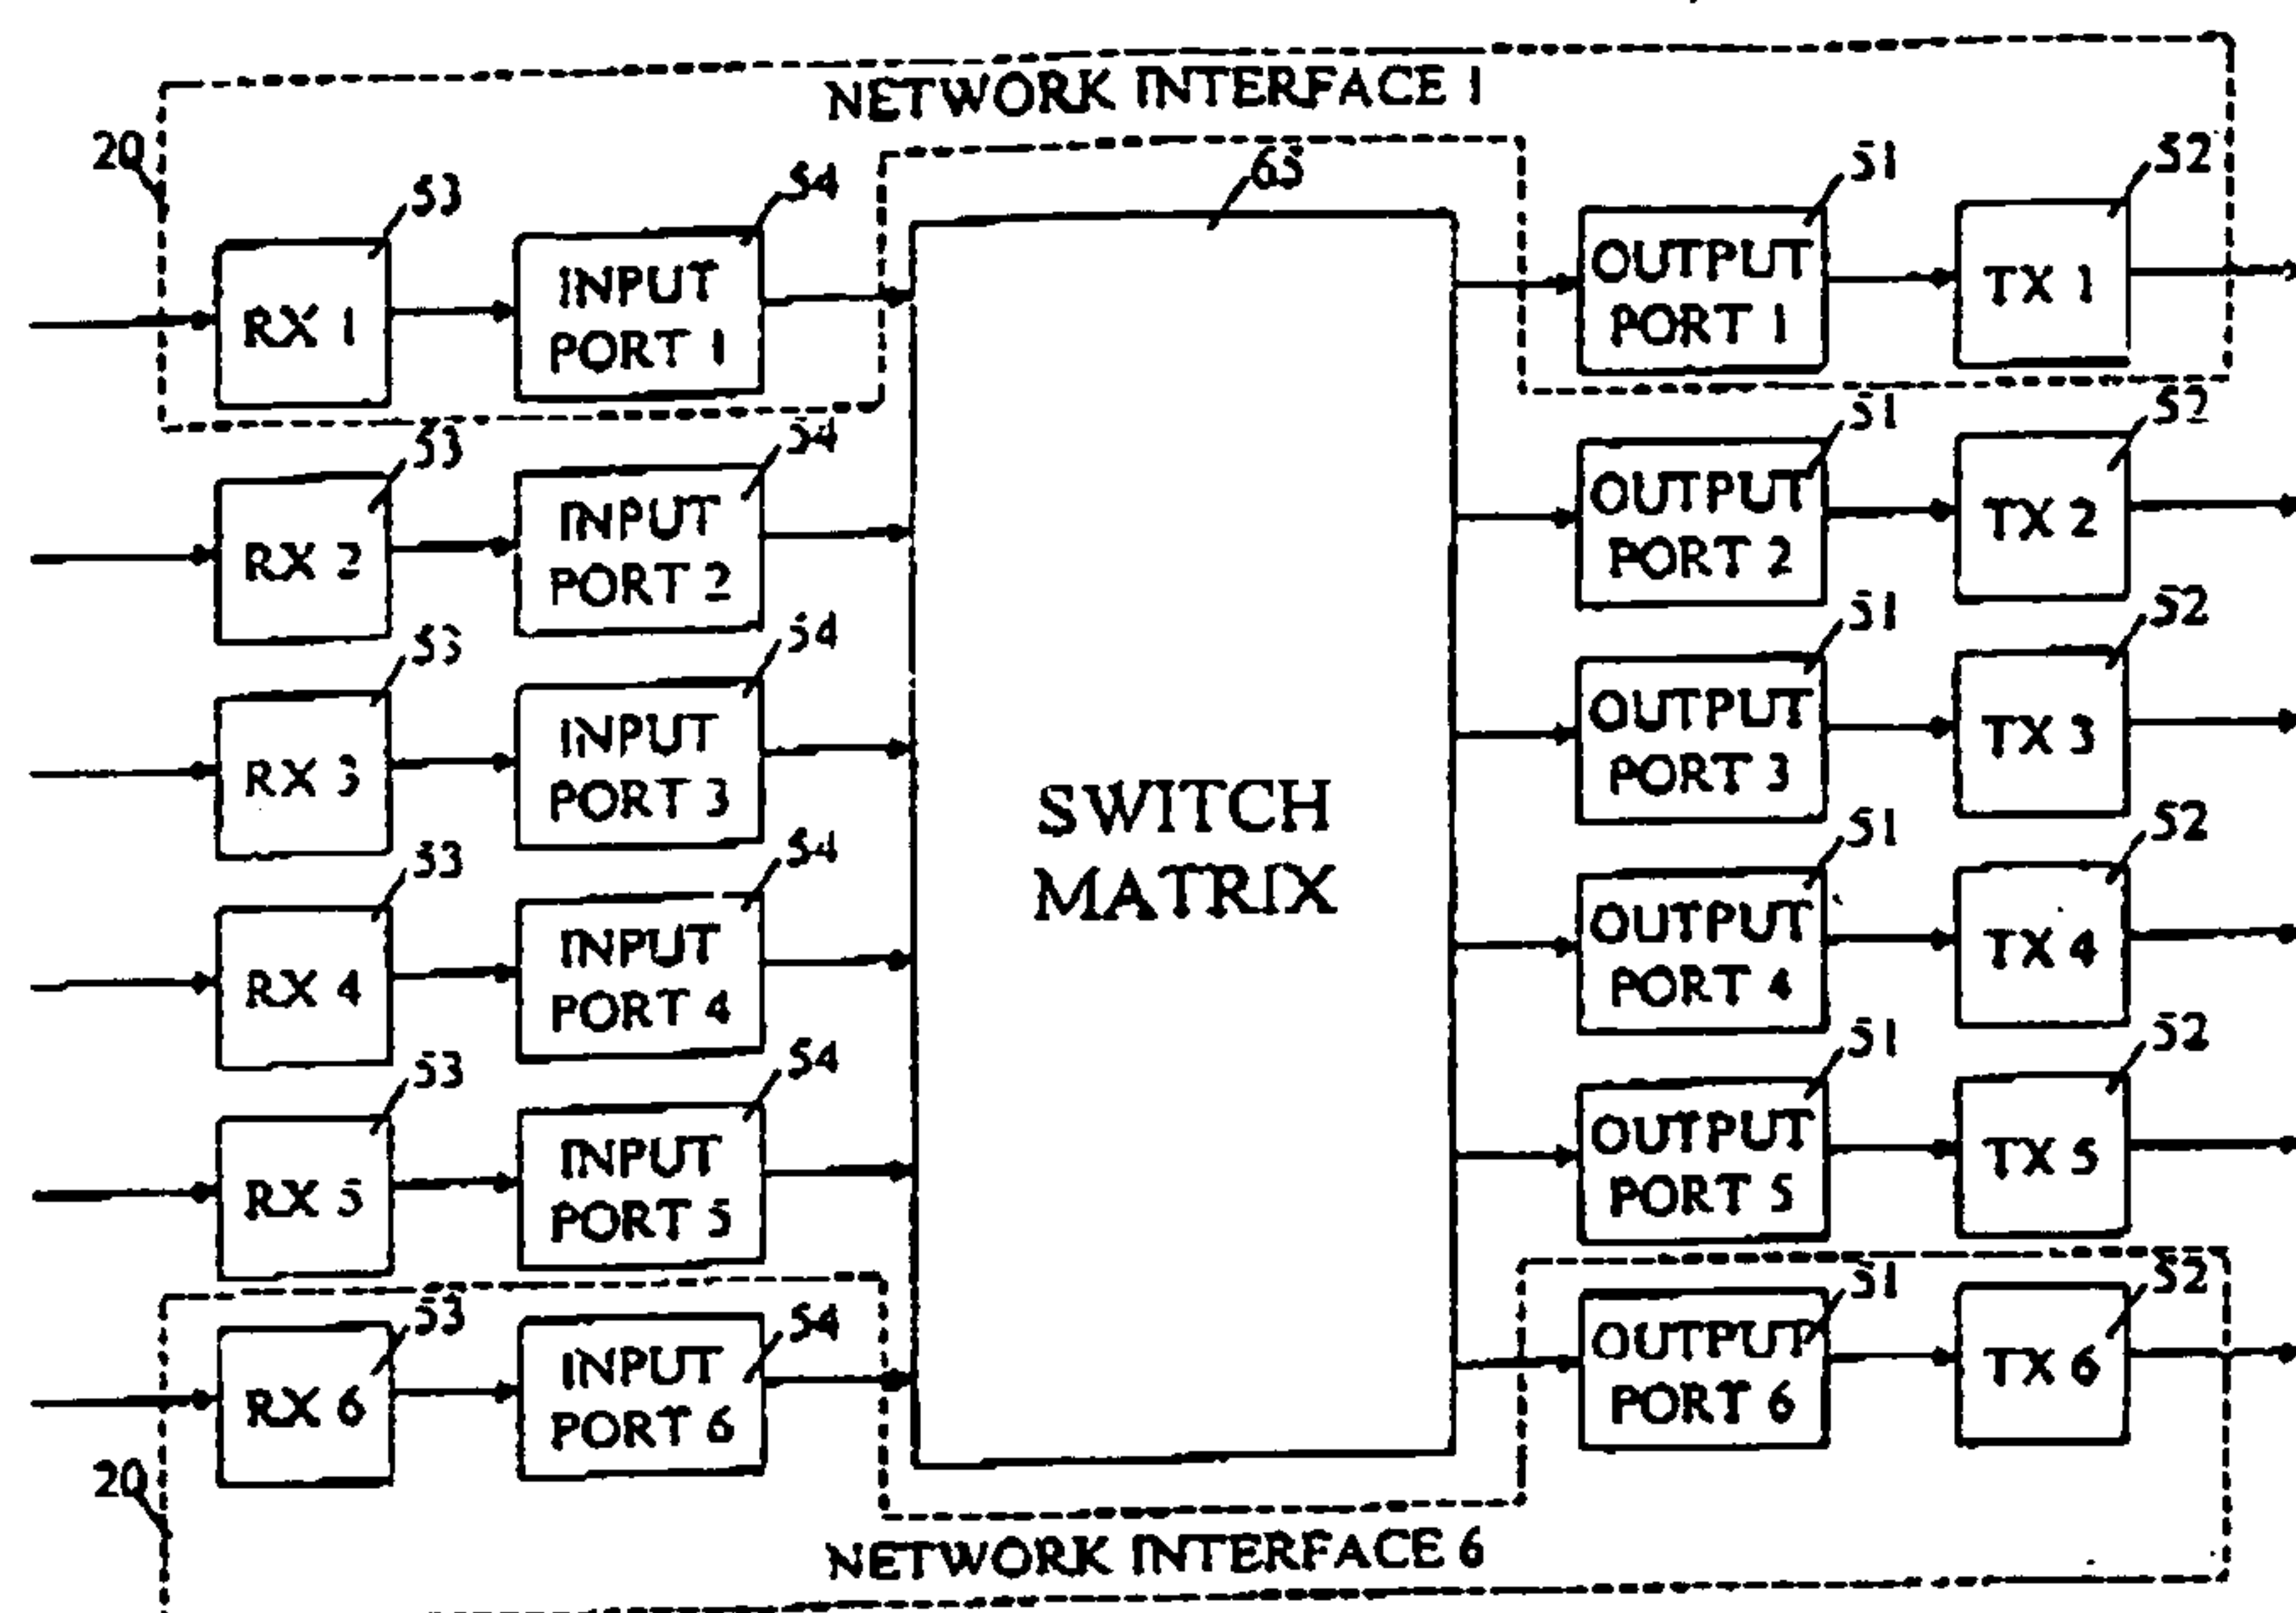 NETWORK INTERFACE 1
20
53
54
65
51
52
RX 1
INPUT
PORT 1
OUTPUT
PORT 1
TX 1
53
54
51
52
RX 2
INPUT
PORT 2
OUTPUT
PORT 2
TX 2
53
54
51
52
RX 3
INPUT
PORT 3
OUTPUT
PORT 3
TX 3
SWITCH
MATRIX
53
54
51
52
RX 4
INPUT
PORT 4
OUTPUT
PORT 4
TX 4
53
54
51
52
RX 5
INPUT
PORT 5
OUTPUT
PORT 5
TX 5
53
54
51
52
RX 6
INPUT
PORT 6
OUTPUT
PORT 6
TX 6
20
NETWORK INTERFACE 6